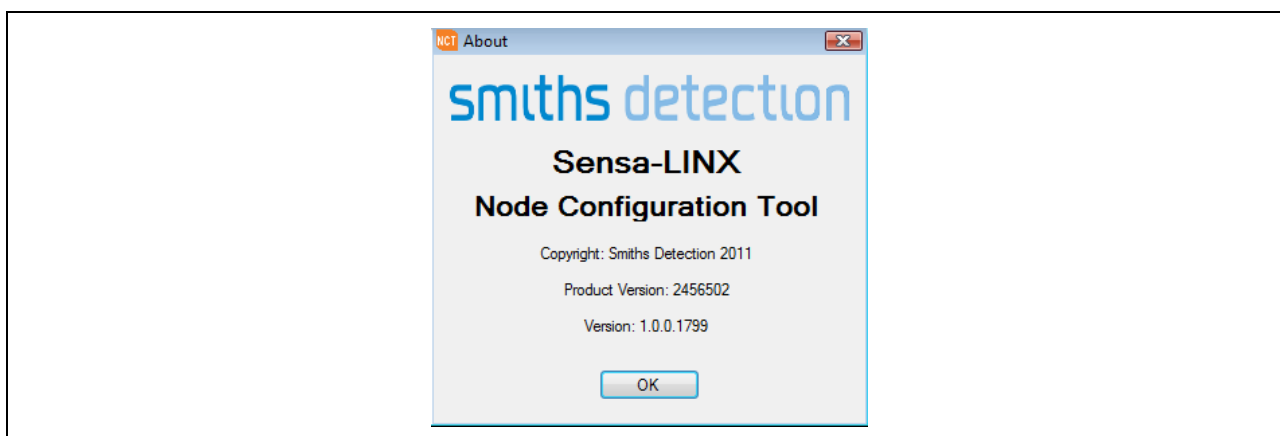 NCT About
smiths detection
Sensa-LINX
Node Configuration Tool
Copyright: Smiths Detection 2011
Product Version: 2456502
Version: 1.0.0.1799
OK